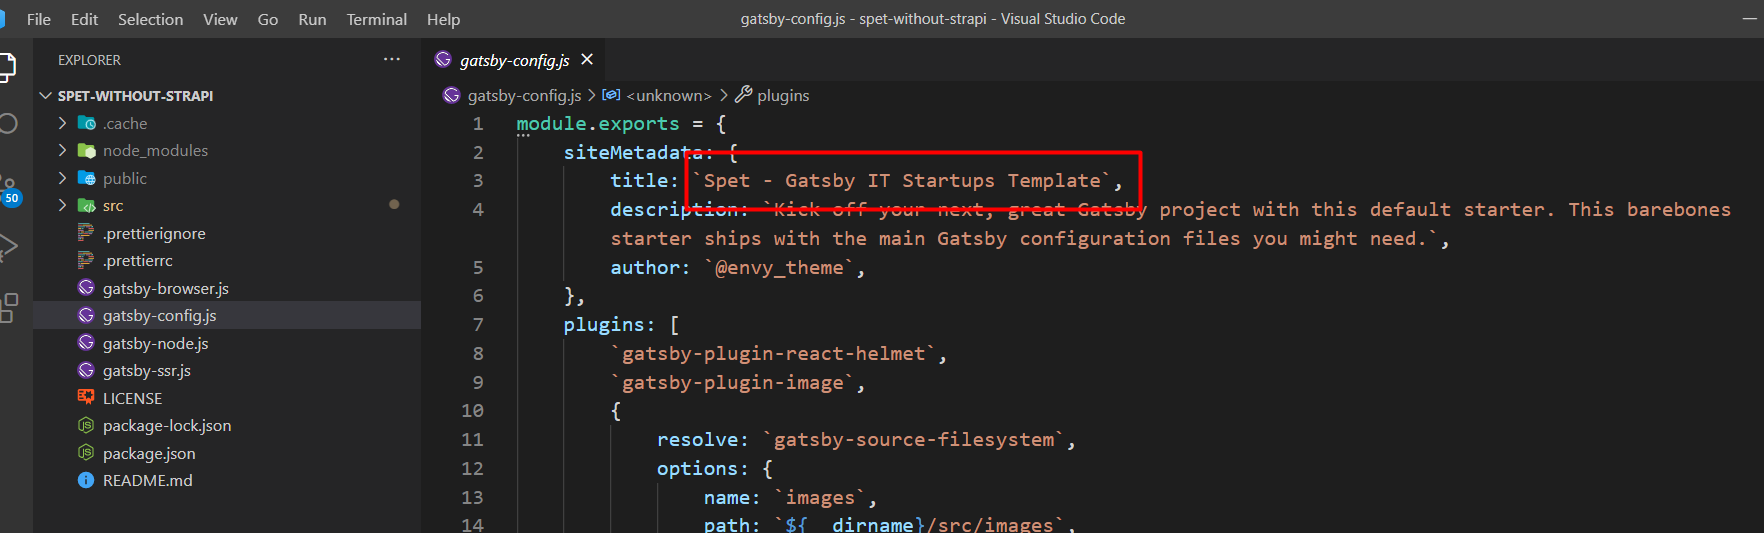 File Edit Selection View Go Run Terminal Help gatsby-config.js - spet-without-strapi - Visual Studio Code
EXPLORER
SPET-WITHOUT-STRAPI
.cache
node_modules
public
src
.prettierignore
.prettierrc
gatsby-browser.js
gatsby-config.js
gatsby-node.js
gatsby-ssr.js
LICENSE
package-lock.json
package.json
README.md
50
gatsby-config.js
gatsby-config.js > <unknown> > plugins
1 module.exports = {
2 siteMetadata: {
3 title: `Spet - Gatsby IT Startups Template`,
4 description: `Kick off your next, great Gatsby project with this default starter. This barebones
starter ships with the main Gatsby configuration files you might need.`,
5 author: `@envy_theme`,
6 },
7 plugins: [
8 `gatsby-plugin-react-helmet`,
9 `gatsby-plugin-image`,
10 {
11 resolve: `gatsby-source-filesystem`,
12 options: {
13 name: `images`,
14 path: `${__dirname}/src/images`,